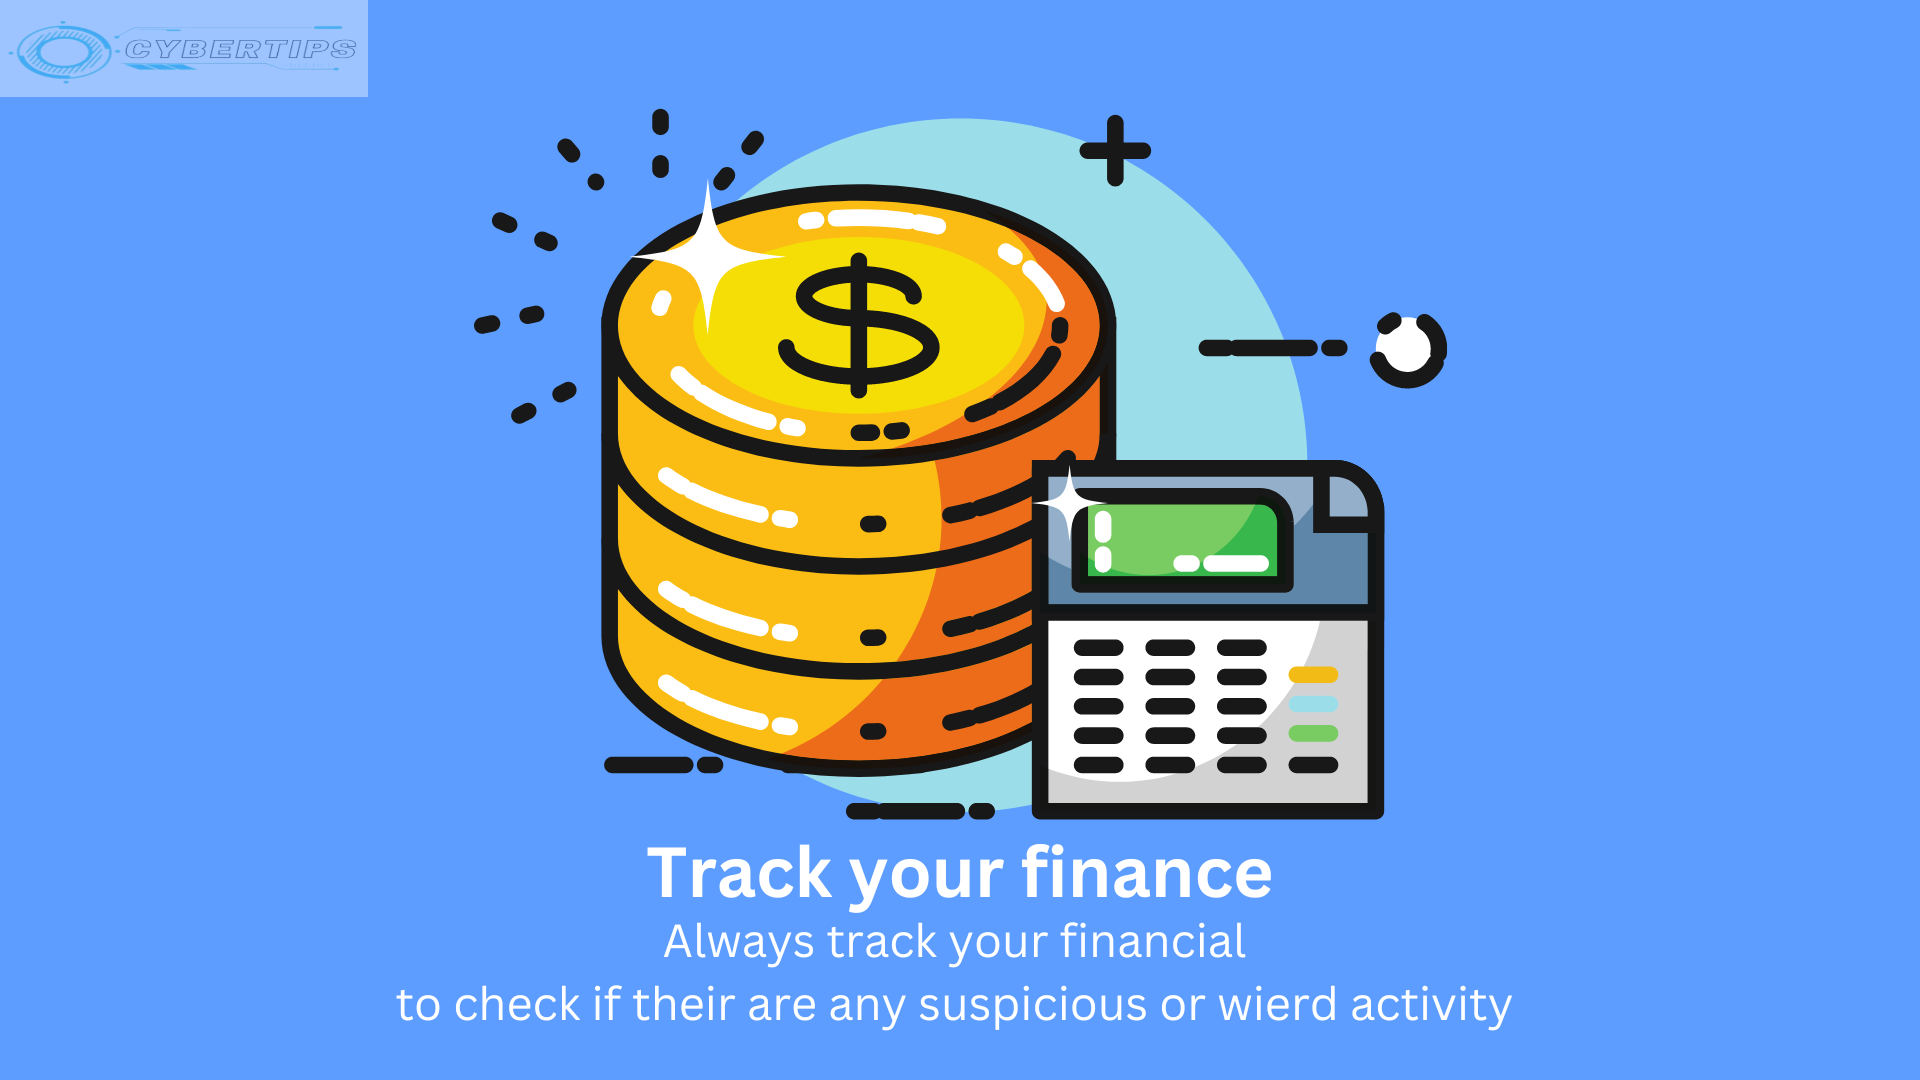 CYBERTIPS
$
Track your finance
Always track your financial
to check if their are any suspicious or wierd activity